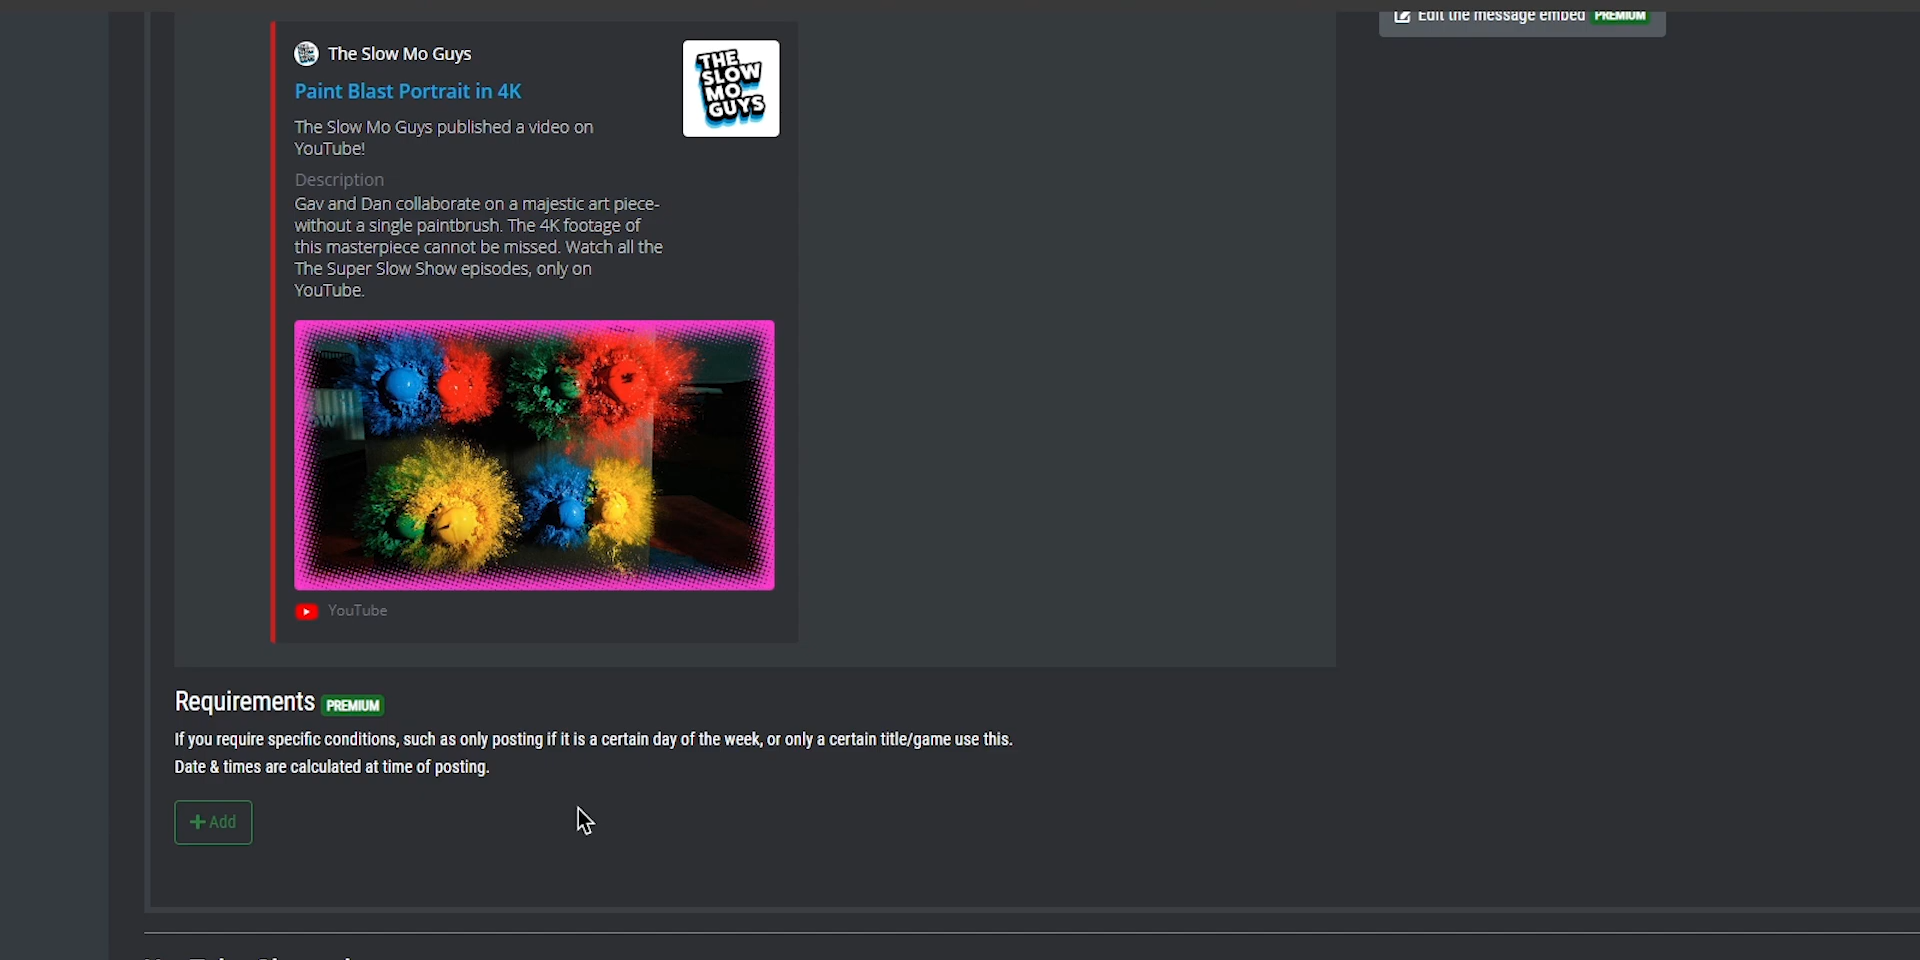 Edit the message embed PREMIUM
The Slow Mo Guys
THE
SLOW
MO
GUYS
Paint Blast Portrait in 4K
The Slow Mo Guys published a video on
YouTube!
Description
Gav and Dan collaborate on a majestic art piece-
without a single paintbrush. The 4K footage of
this masterpiece cannot be missed. Watch all the
The Super Slow Show episodes, only on
YouTube.
YouTube
Requirements PREMIUM
If you require specific conditions, such as only posting if it is a certain day of the week, or only a certain title/game use this.
Date & times are calculated at time of posting.
+ Add